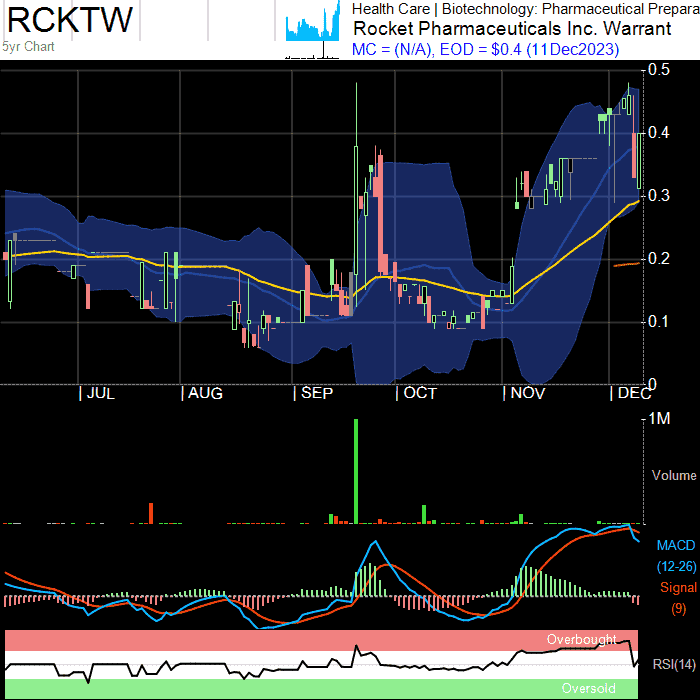 RCKTW
5yr Chart
Health Care | Biotechnology: Pharmaceutical Prepara
Rocket Pharmaceuticals Inc. Warrant
MC = (N/A), EOD = $0.4 (11Dec2023)
0.5
0.4
0.3
0.2
0.1
0
| JUL
| AUG
| SEP
| OCT
| NOV
| DEC
1M
Volume
MACD
(12-26)
Signal
(9)
Overbought
RSI(14)
Oversold